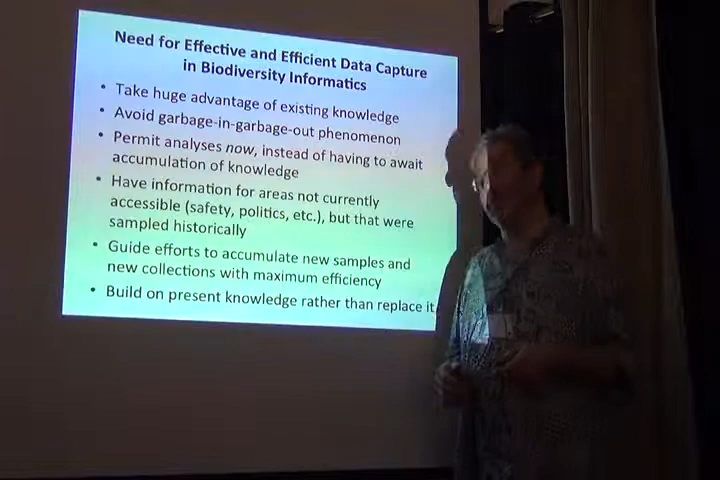 Need for Effective and Efficient Data Capture
in Biodiversity Informatics
• Take huge advantage of existing knowledge
• Avoid garbage-in-garbage-out phenomenon
• Permit analyses now, instead of having to await
accumulation of knowledge
• Have information for areas not currently
accessible (safety, politics, etc.), but that were
sampled historically
• Guide efforts to accumulate new samples and
new collections with maximum efficiency
• Build on present knowledge rather than replace it